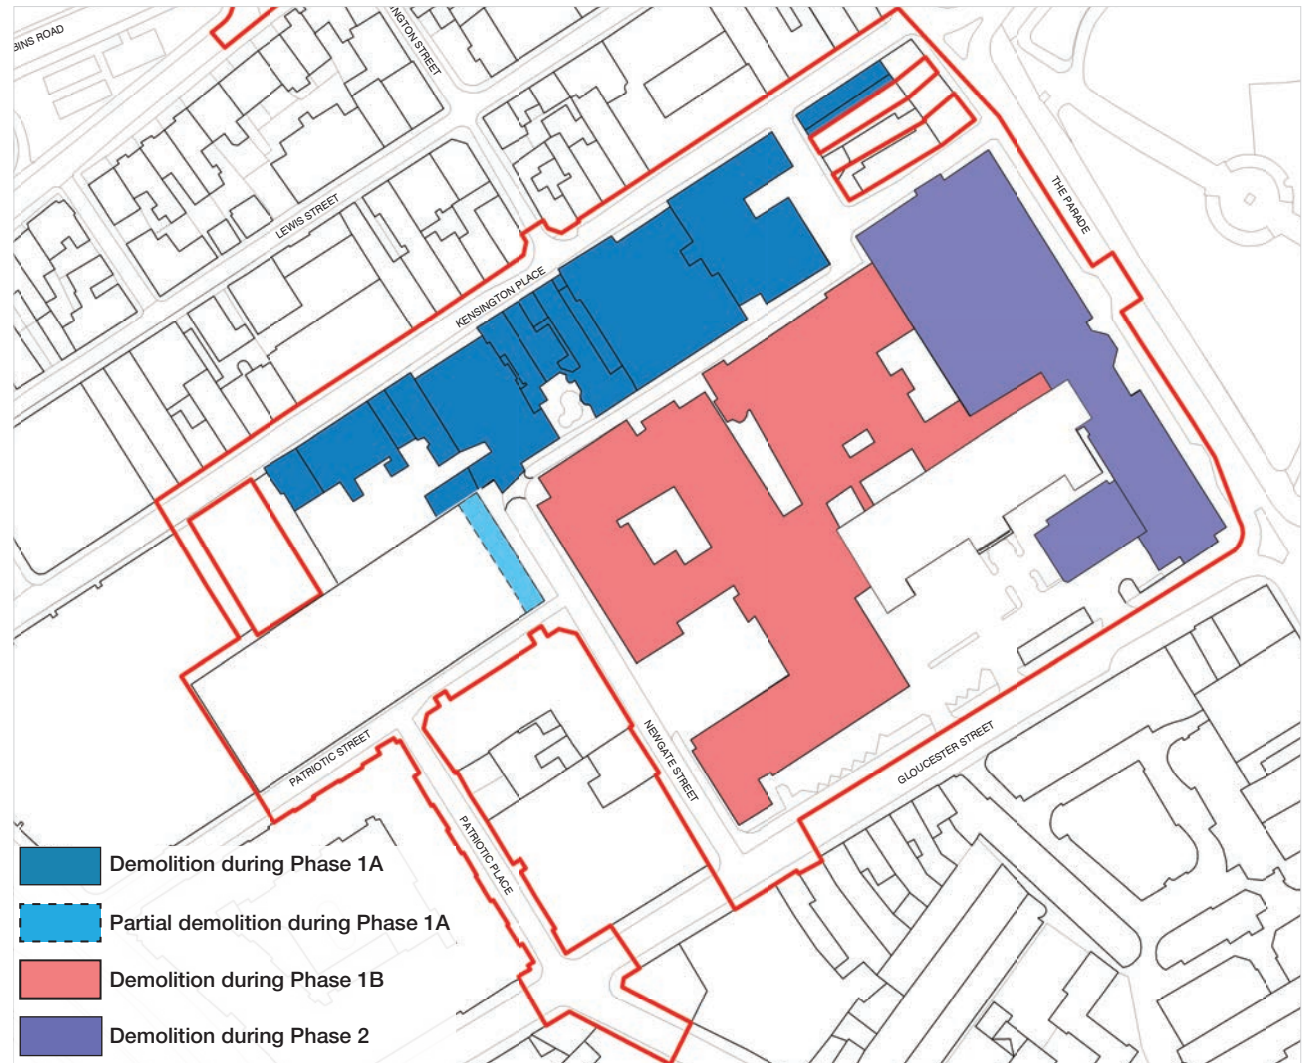 BINS ROAD
NGTON STREET
LEWIS STREET
KENSINGTON PLACE
THE PARADE
PATRIOTIC STREET
NEWGATE STREET
GLOUCESTER STREET
PATRIOTIC PLACE
Demolition during Phase 1A
Partial demolition during Phase 1A
Demolition during Phase 1B
Demolition during Phase 2